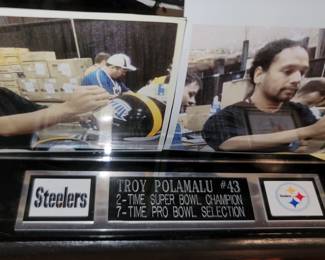 Steelers
TROY POLAMALU #43
2-TIME SUPER BOWL CHAMPION
7-TIME PRO BOWL SELECTION
Steelers